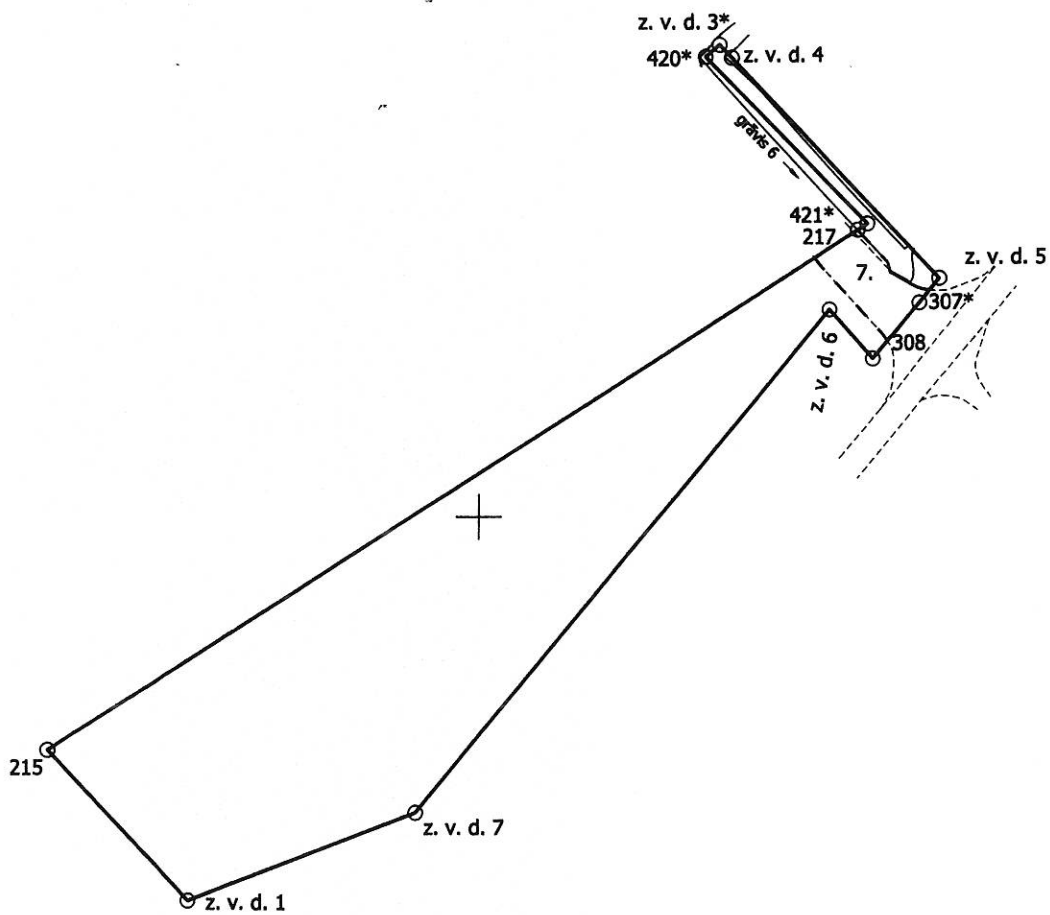 z. v. d. 3*
420*
z. v. d. 4
grāvis 6
421*
217
z. v. d. 5
7.
307*
308
z. v. d. 6
215
z. v. d. 7
z. v. d. 1